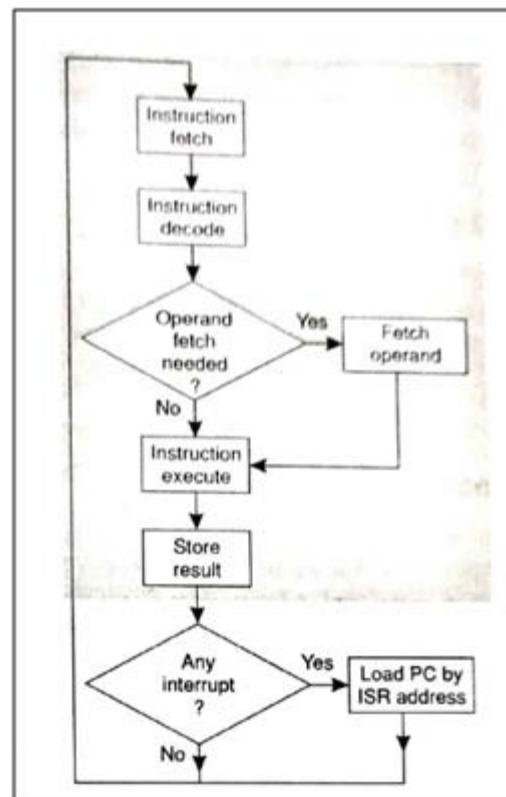 Instruction
fetch
Instruction
decode
Operand
fetch
needed
?
Yes
Fetch
operand
No
Instruction
execute
Store
result
Any
interrupt
?
Yes
Load PC by
ISR address
No